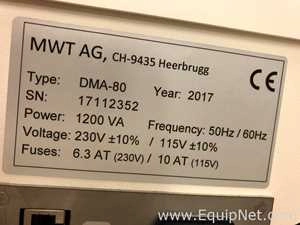 MWT AG, CH-9435 Heerbrugg
Type: DMA-80 Year: 2017
SN: 17112352
Power: 1200 VA Frequency: 50Hz / 60Hz
Voltage: 230V ±10% / 115V ±10%
Fuses: 6.3 AT (230V) / 10 AT (115V)
CE
www.EquipNet.com